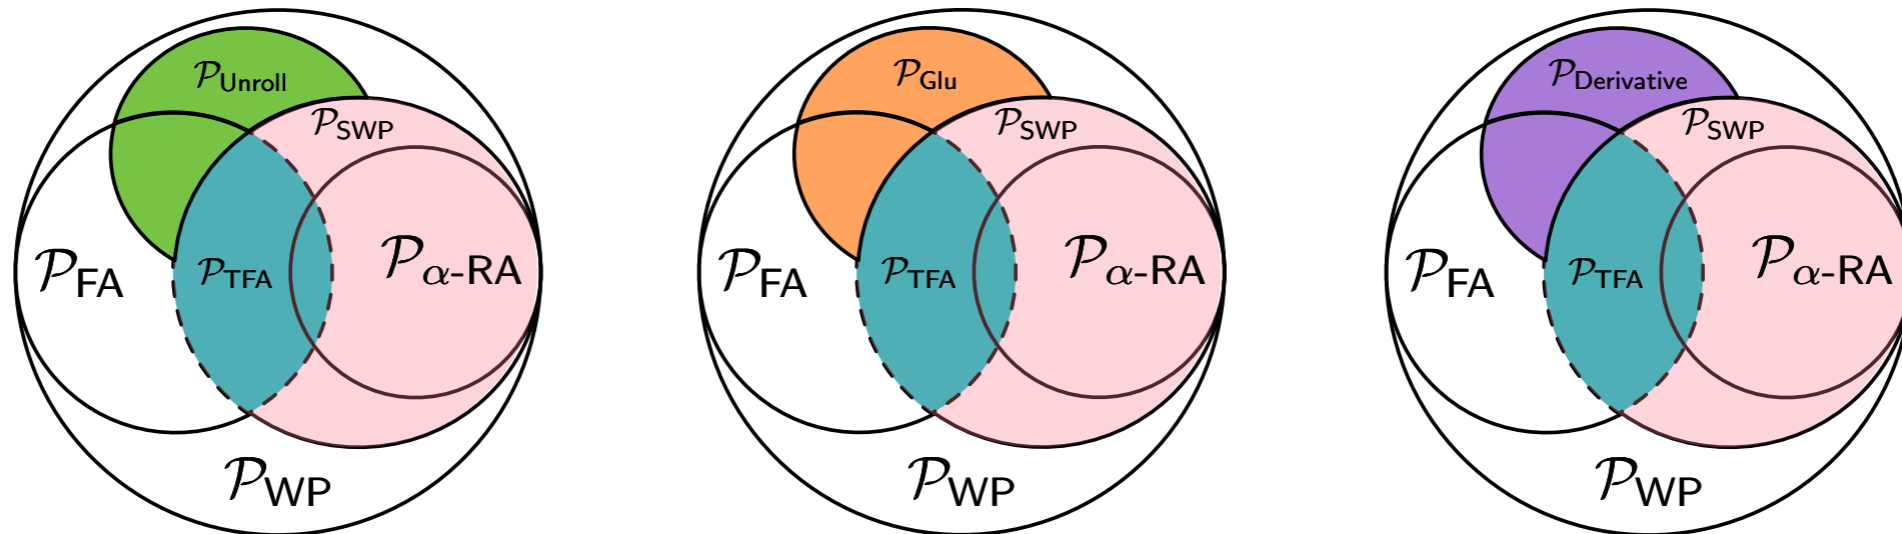 𝒫Unroll
𝒫SWP
𝒫FA
𝒫TFA
𝒫α-RA
𝒫WP
𝒫Glu
𝒫SWP
𝒫FA
𝒫TFA
𝒫α-RA
𝒫WP
𝒫Derivative
𝒫SWP
𝒫FA
𝒫TFA
𝒫α-RA
𝒫WP